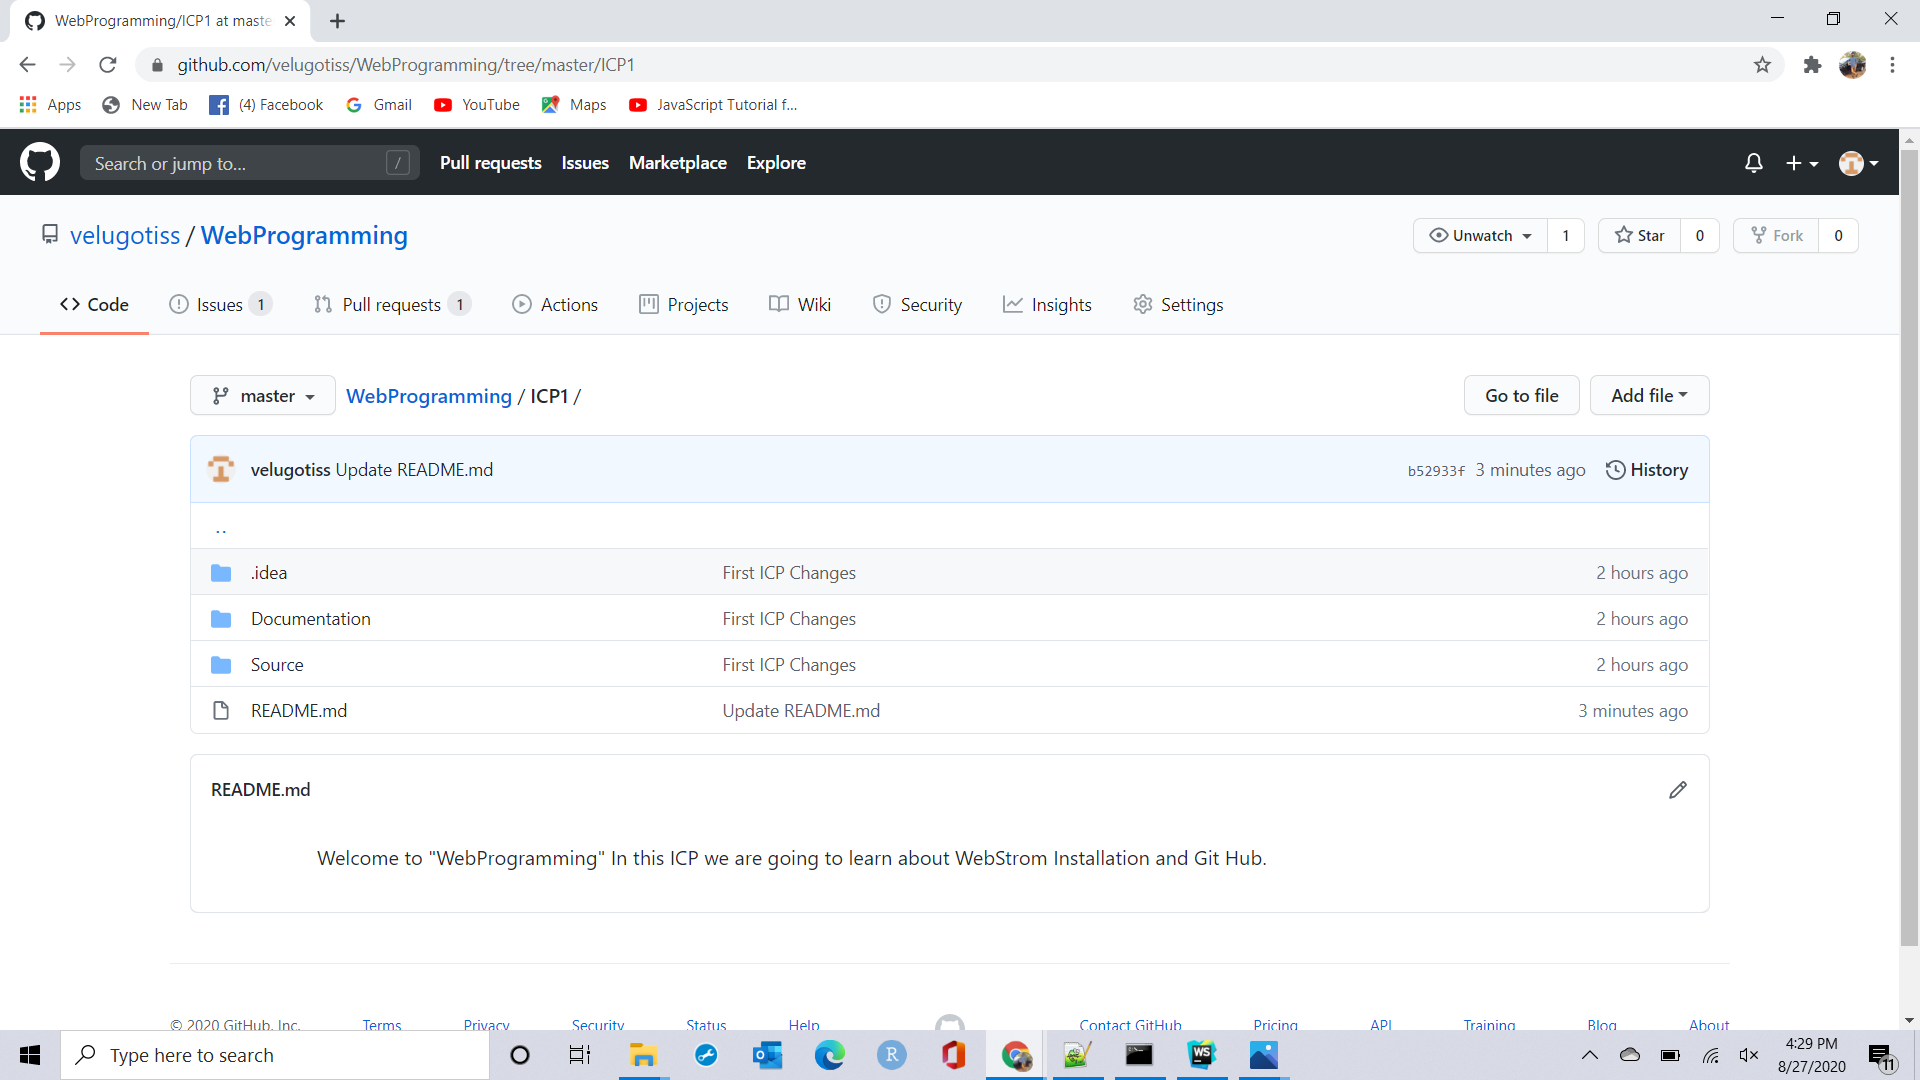 WebProgramming/ICP1 at maste
github.com/velugotiss/WebProgramming/tree/master/ICP1
Apps New Tab (4) Facebook Gmail YouTube Maps JavaScript Tutorial f...
Search or jump to... /
Pull requests Issues Marketplace Explore
velugotiss / WebProgramming
Unwatch 1 Star 0 Fork 0
Code Issues 1 Pull requests 1 Actions Projects Wiki Security Insights Settings
master WebProgramming / ICP1 / Go to file Add file
velugotiss Update README.md b52933f 3 minutes ago History
..
.idea First ICP Changes 2 hours ago
Documentation First ICP Changes 2 hours ago
Source First ICP Changes 2 hours ago
README.md Update README.md 3 minutes ago
README.md
Welcome to "WebProgramming" In this ICP we are going to learn about WebStrom Installation and Git Hub.
© 2020 GitHub, Inc. Terms Privacy Security Status Help Contact GitHub Pricing API Training Blog About
Type here to search
R
WS
4:29 PM
8/27/2020
11